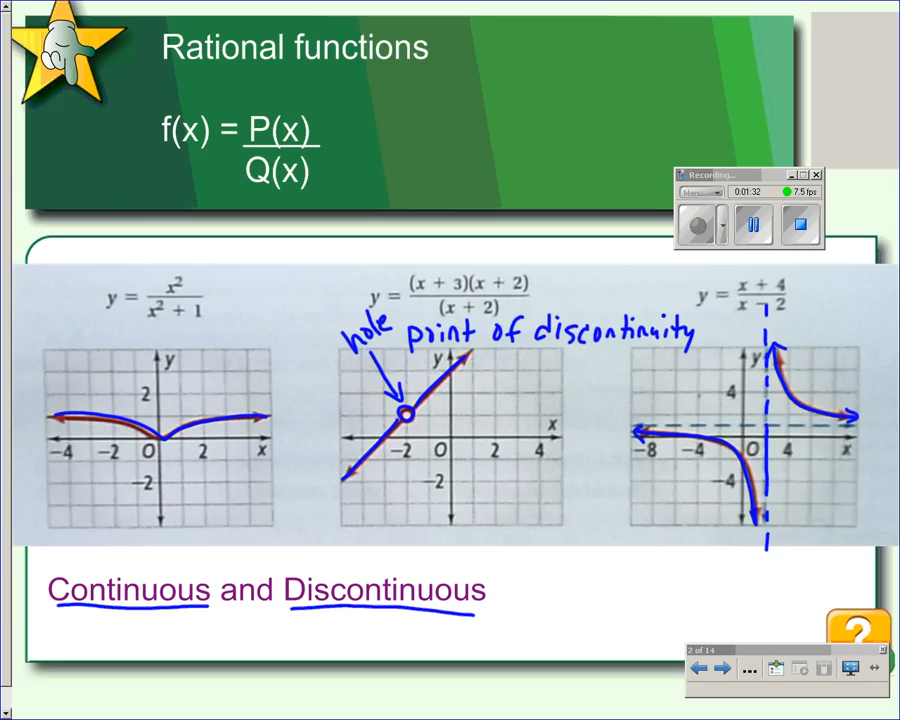 Rational functions
f(x) = P(x)
Q(x)
Recording...
Menu
0:01:32
7.5 fps
y = x² / x² + 1
y = (x + 3)(x + 2) / (x + 2)
y = x + 4 / x - 2
hole
point of discontinuity
y
2
-4 -2 O 2 x
-2
y
x
-2 O 2 4
-2
y
4
-8 -4 O 4 x
-4
Continuous and Discontinuous
?
2 of 14
...